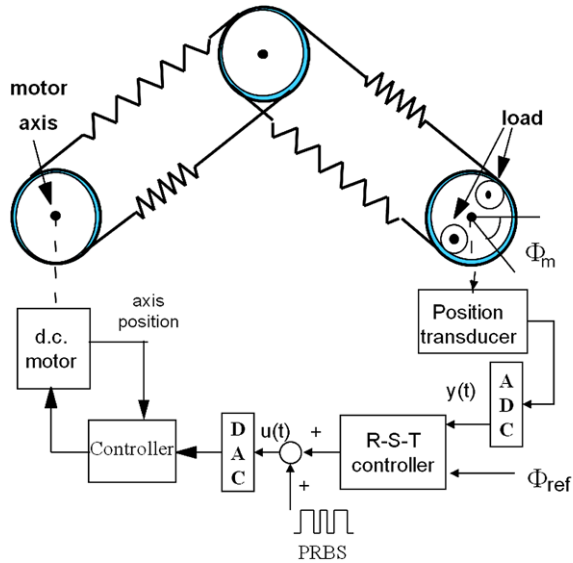 motor
axis
load
Φm
axis
position
d.c.
motor
Position
transducer
y(t)
A
D
C
Controller
D
A
C
u(t)
+
+
R-S-T
controller
Φref
PRBS